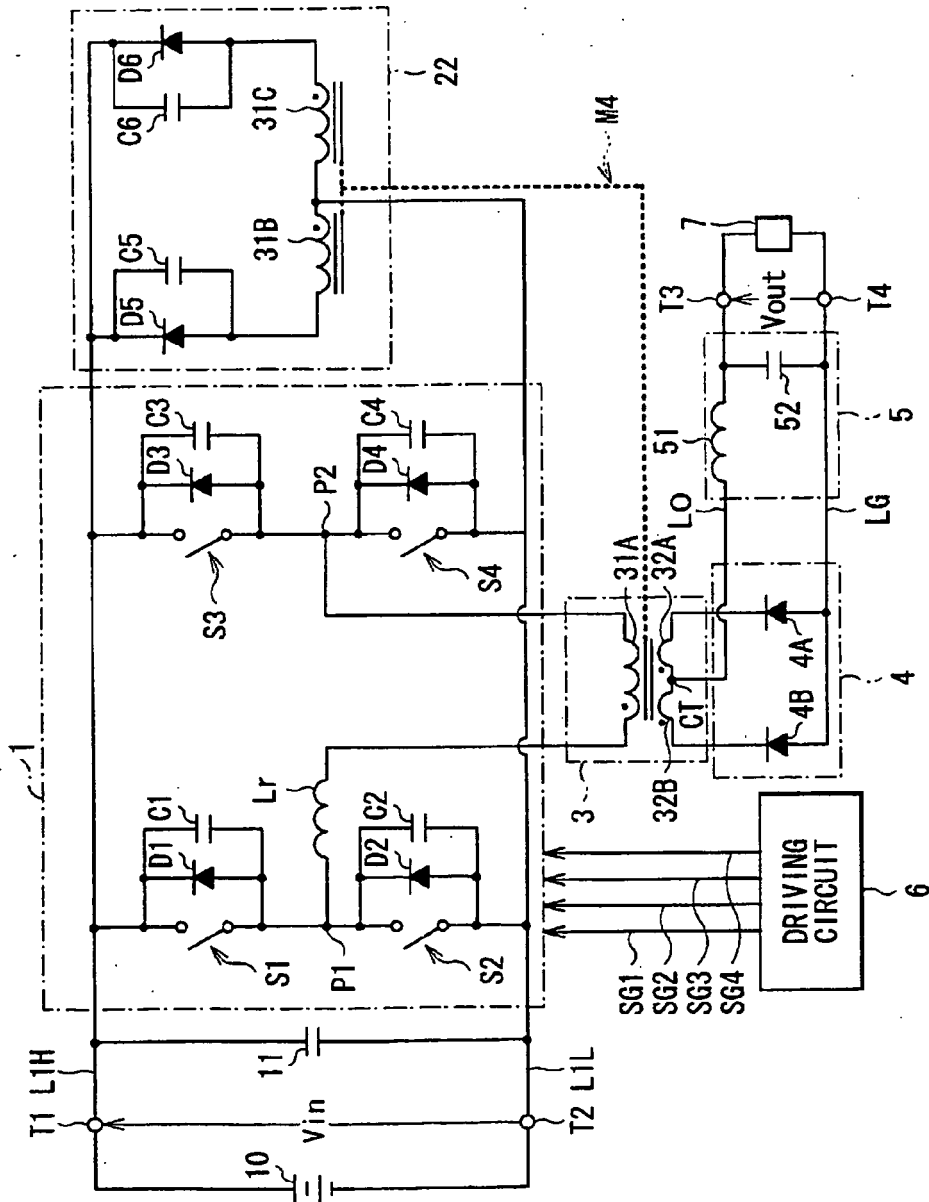 1
22
D6
C6
31C
M4
31B
C5
D5
C3
D3
S3
P2
C4
D4
S4
C1
D1
S1
Lr
P1
C2
D2
S2
T1
L1H
11
Vin
10
T2
L1L
3
31A
32A
32B
CT
LO
LG
51
52
5
T3
Vout
T4
7
4A
4B
4
SG1
SG2
SG3
SG4
DRIVING
CIRCUIT
6